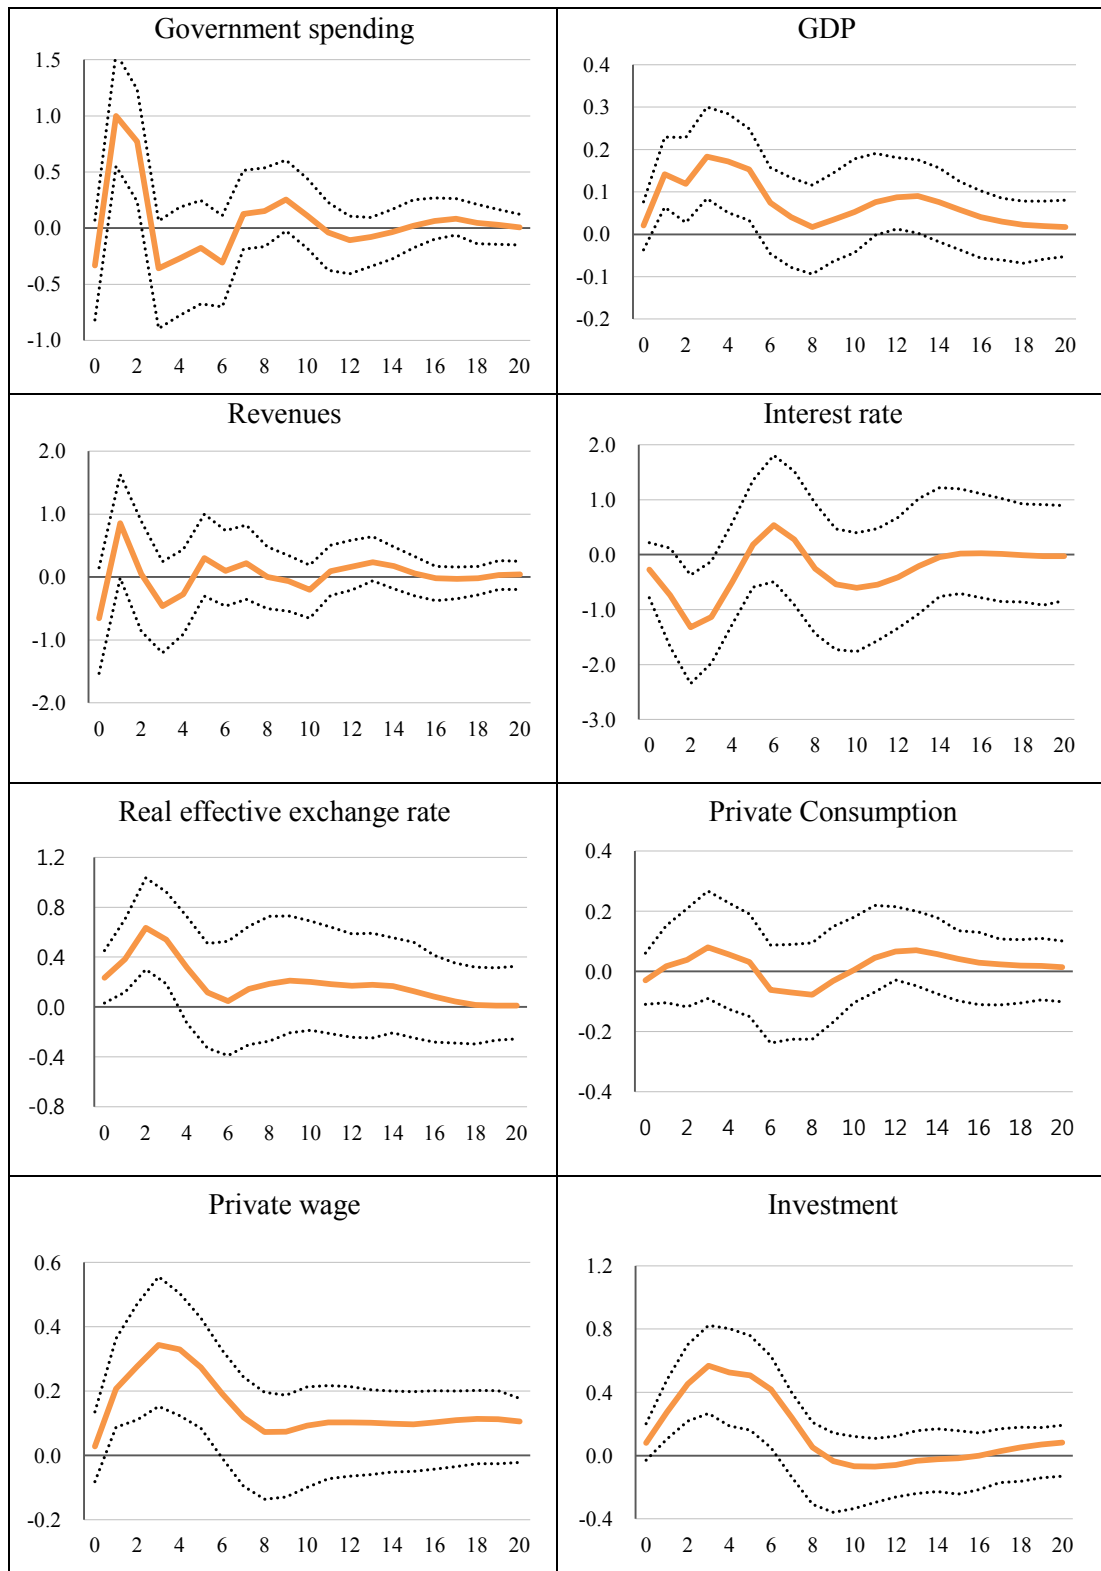 Government spending
1.5
1.0
0.5
0.0
-0.5
-1.0
0 2 4 6 8 10 12 14 16 18 20
GDP
0.4
0.3
0.2
0.1
0.0
-0.1
-0.2
0 2 4 6 8 10 12 14 16 18 20
Revenues
2.0
1.0
0.0
-1.0
-2.0
0 2 4 6 8 10 12 14 16 18 20
Interest rate
2.0
1.0
0.0
-1.0
-2.0
-3.0
0 2 4 6 8 10 12 14 16 18 20
Real effective exchange rate
1.2
0.8
0.4
0.0
-0.4
-0.8
0 2 4 6 8 10 12 14 16 18 20
Private Consumption
0.4
0.2
0.0
-0.2
-0.4
0 2 4 6 8 10 12 14 16 18 20
Private wage
0.6
0.4
0.2
0.0
-0.2
0 2 4 6 8 10 12 14 16 18 20
Investment
1.2
0.8
0.4
0.0
-0.4
0 2 4 6 8 10 12 14 16 18 20